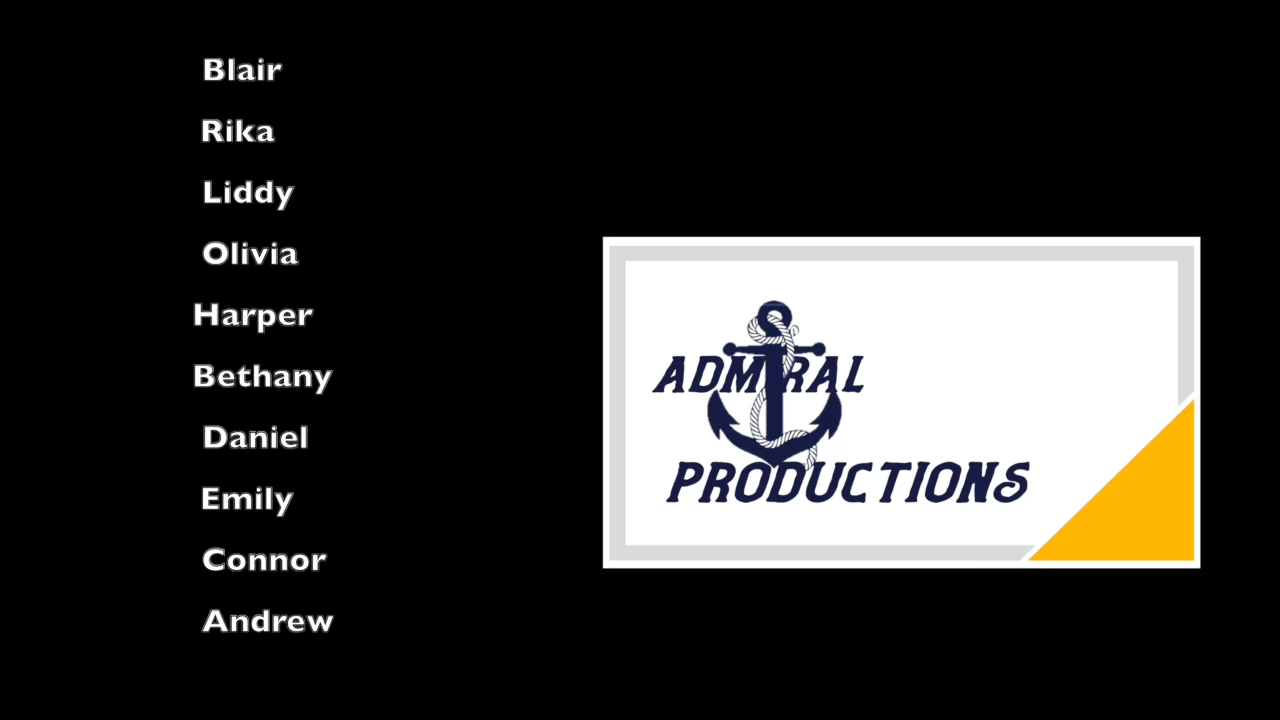 Blair
Rika
Liddy
Olivia
Harper
Bethany
Daniel
Emily
Connor
Andrew
ADMIRAL
PRODUCTIONS